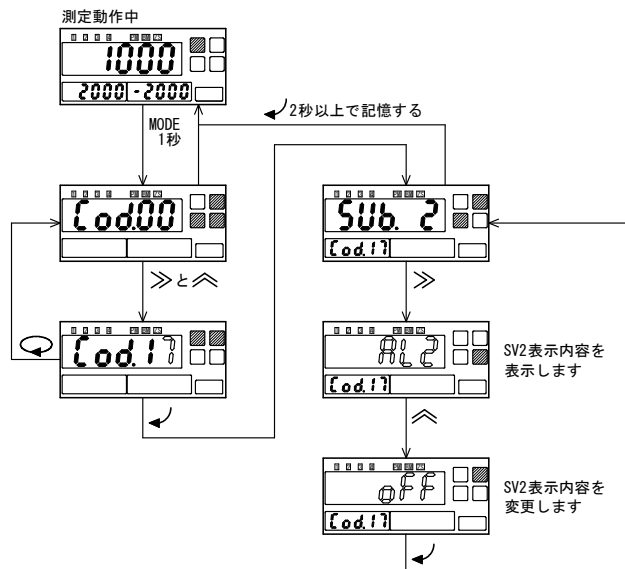 測定動作中
1000
2000 -2000
MODE
1秒
2秒以上で記憶する
Cod.00
SUb. 2
Cod.17
≫と︽
≫
Cod.17
AL2
Cod.17
SV2表示内容を
表示します
︽
oFF
Cod.17
SV2表示内容を
変更します